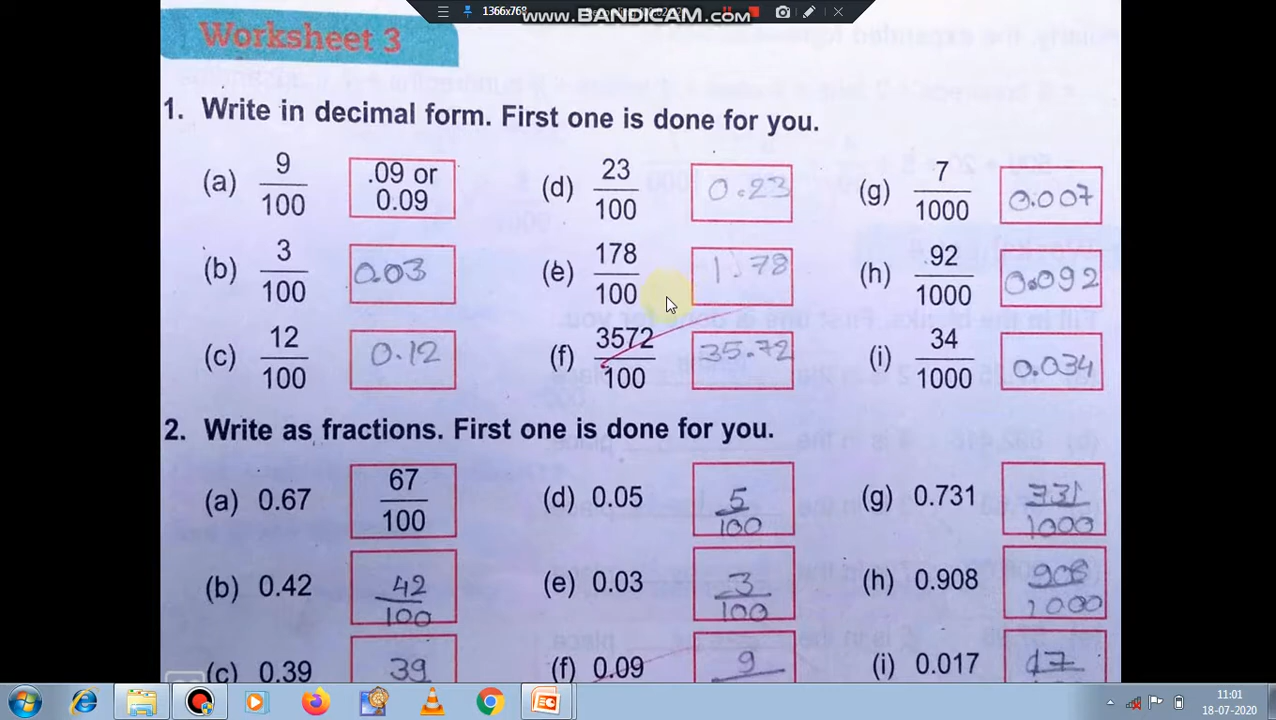 1366x768
www.BANDICAM.com
Worksheet 3
1. Write in decimal form. First one is done for you.
(a) 9/100 .09 or 0.09 (d) 23/100 0.23 (g) 7/1000 0.007
(b) 3/100 0.03 (e) 178/100 1.78 (h) 92/1000 0.092
(c) 12/100 0.12 (f) 3572/100 35.72 (i) 34/1000 0.034
2. Write as fractions. First one is done for you.
(a) 0.67 67/100 (d) 0.05 5/100 (g) 0.731 731/1000
(b) 0.42 42/100 (e) 0.03 3/100 (h) 0.908 908/1000
(c) 0.39 39 (f) 0.09 9 (i) 0.017 17
11:01
18-07-2020